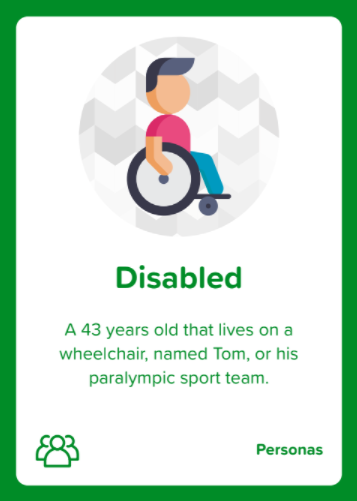 Disabled
A 43 years old that lives on a
wheelchair, named Tom, or his
paralympic sport team.
Personas